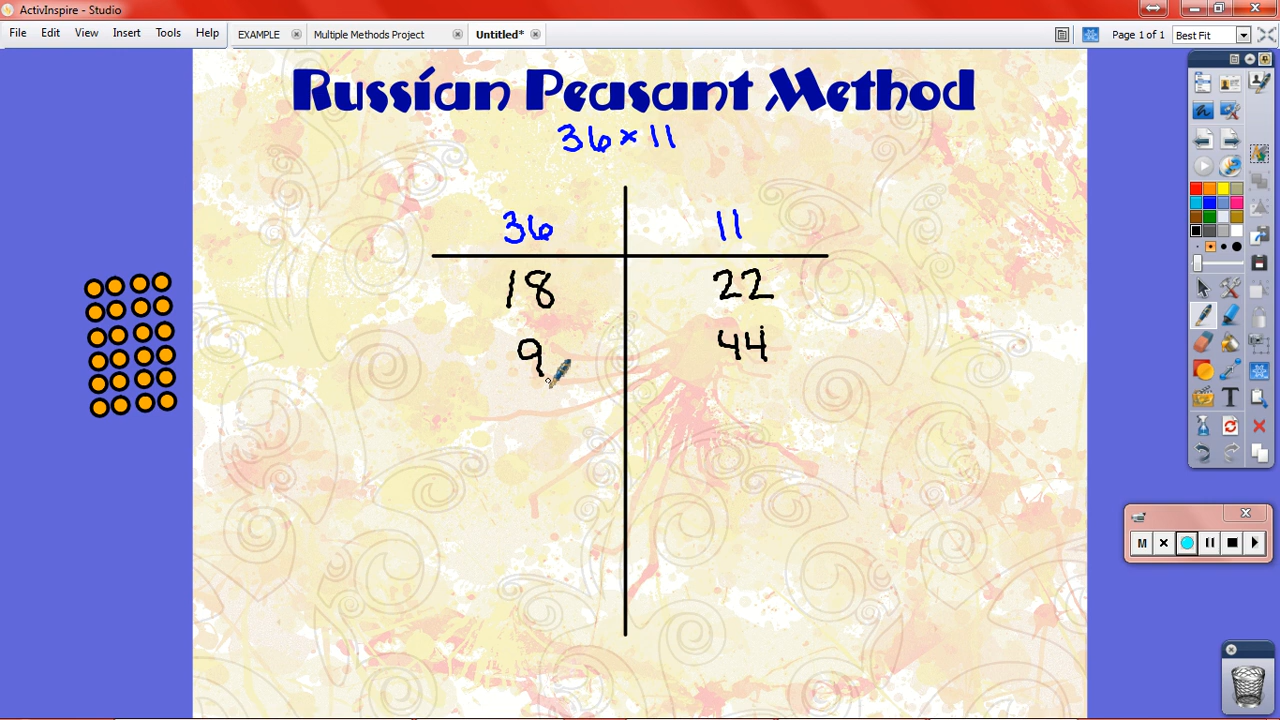 ActivInspire - Studio
File Edit View Insert Tools Help EXAMPLE Multiple Methods Project Untitled* Page 1 of 1 Best Fit
Russían Peasant Method
36 × 11
36 11
18 22
9 44
T
M